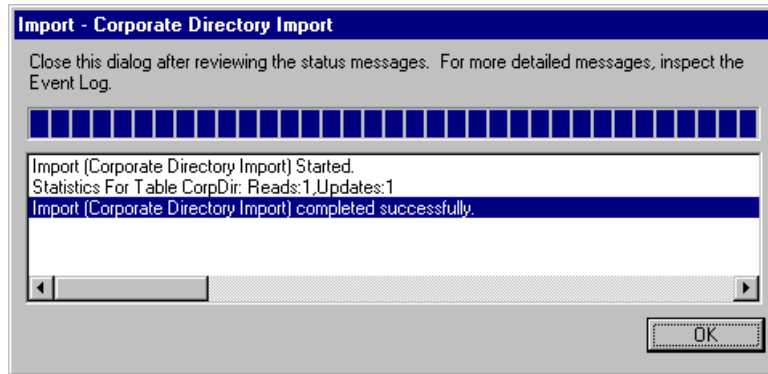 Import - Corporate Directory Import
Close this dialog after reviewing the status messages.  For more detailed messages, inspect the
Event Log.
Import (Corporate Directory Import) Started.
Statistics For Table CorpDir: Reads:1,Updates:1
Import (Corporate Directory Import) completed successfully.
OK